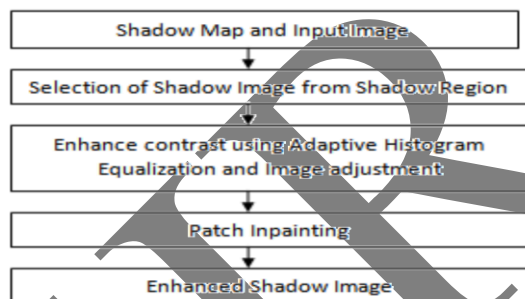 Shadow Map and Input Image
Selection of Shadow Image from Shadow Region
Enhance contrast using Adaptive Histogram
Equalization and Image adjustment
Patch Inpainting
Enhanced Shadow Image